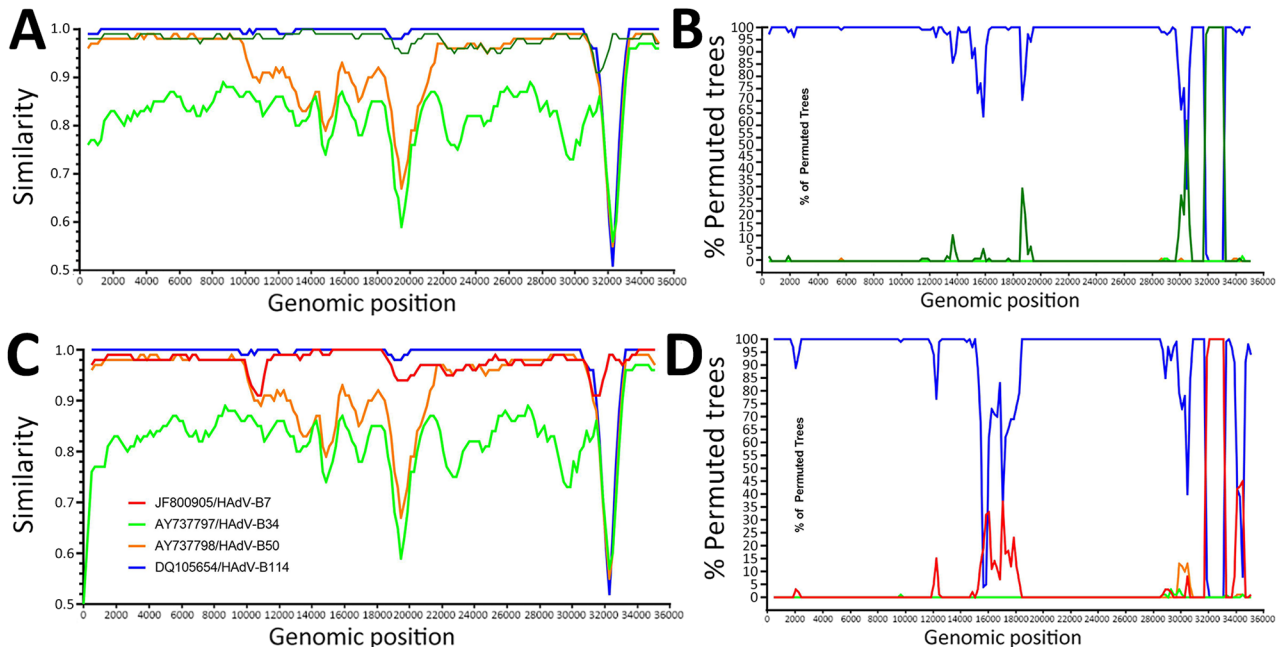 A
Similarity
1.0
0.9
0.8
0.7
0.6
0.5
0 2000 4000 6000 8000 10000 12000 14000 16000 18000 20000 22000 24000 26000 28000 30000 32000 34000 36000
Genomic position
B
% Permuted trees
100
95
90
85
80
75
70
65
60
55
50
45
40
35
30
25
20
15
10
5
0
% of Permuted Trees
0 2000 4000 6000 8000 10000 12000 14000 16000 18000 20000 22000 24000 26000 28000 30000 32000 34000 36000
Genomic position
C
Similarity
1.0
0.9
0.8
0.7
0.6
0.5
JF800905/HAdV-B7
AY737797/HAdV-B34
AY737798/HAdV-B50
DQ105654/HAdV-B114
0 2000 4000 6000 8000 10000 12000 14000 16000 18000 20000 22000 24000 26000 28000 30000 32000 34000 36000
Genomic position
D
% Permuted trees
100
95
90
85
80
75
70
65
60
55
50
45
40
35
30
25
20
15
10
5
0
% of Permuted Trees
0 2000 4000 6000 8000 10000 12000 14000 16000 18000 20000 22000 24000 26000 28000 30000 32000 34000 36000
Genomic position